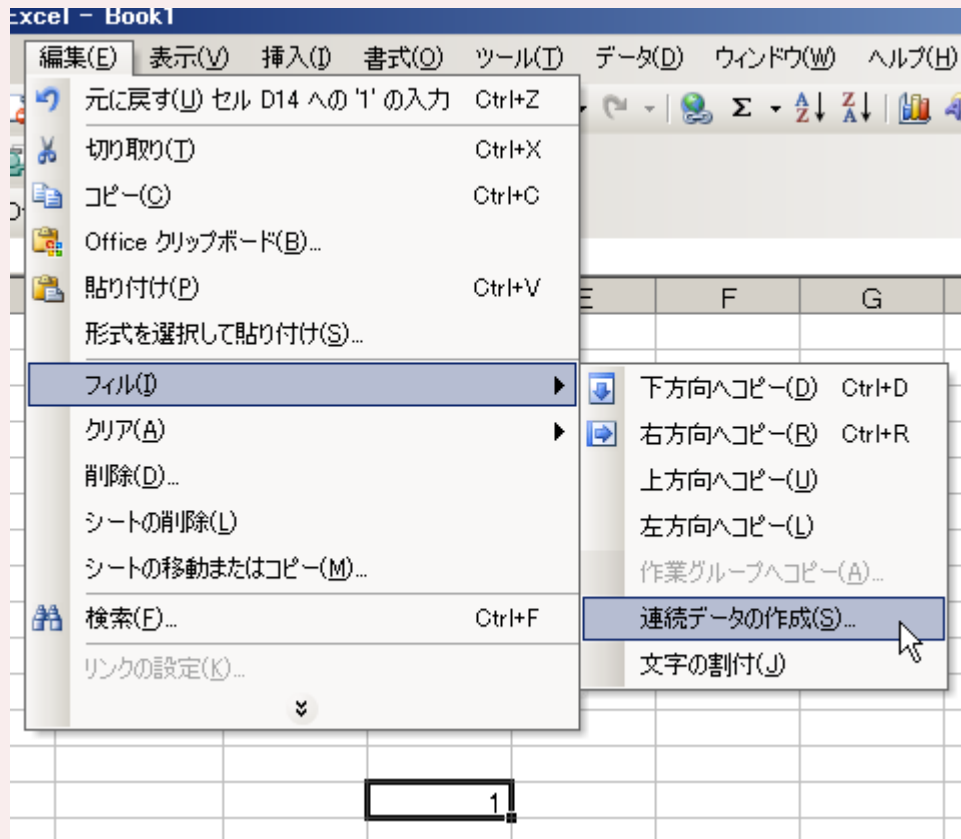 Excel - Book1
編集(E) 表示(V) 挿入(I) 書式(O) ツール(T) データ(D) ウィンドウ(W) ヘルプ(H)
元に戻す(U) セル D14 への '1' の入力 Ctrl+Z
切り取り(T) Ctrl+X
コピー(C) Ctrl+C
Office クリップボード(B)...
貼り付け(P) Ctrl+V
形式を選択して貼り付け(S)...
E F G
フィル(I)
クリア(A)
削除(D)...
シートの削除(L)
シートの移動またはコピー(M)...
検索(F)... Ctrl+F
リンクの設定(K)...
下方向へコピー(D) Ctrl+D
右方向へコピー(R) Ctrl+R
上方向へコピー(U)
左方向へコピー(L)
作業グループへコピー(A)...
連続データの作成(S)...
文字の割付(J)
1